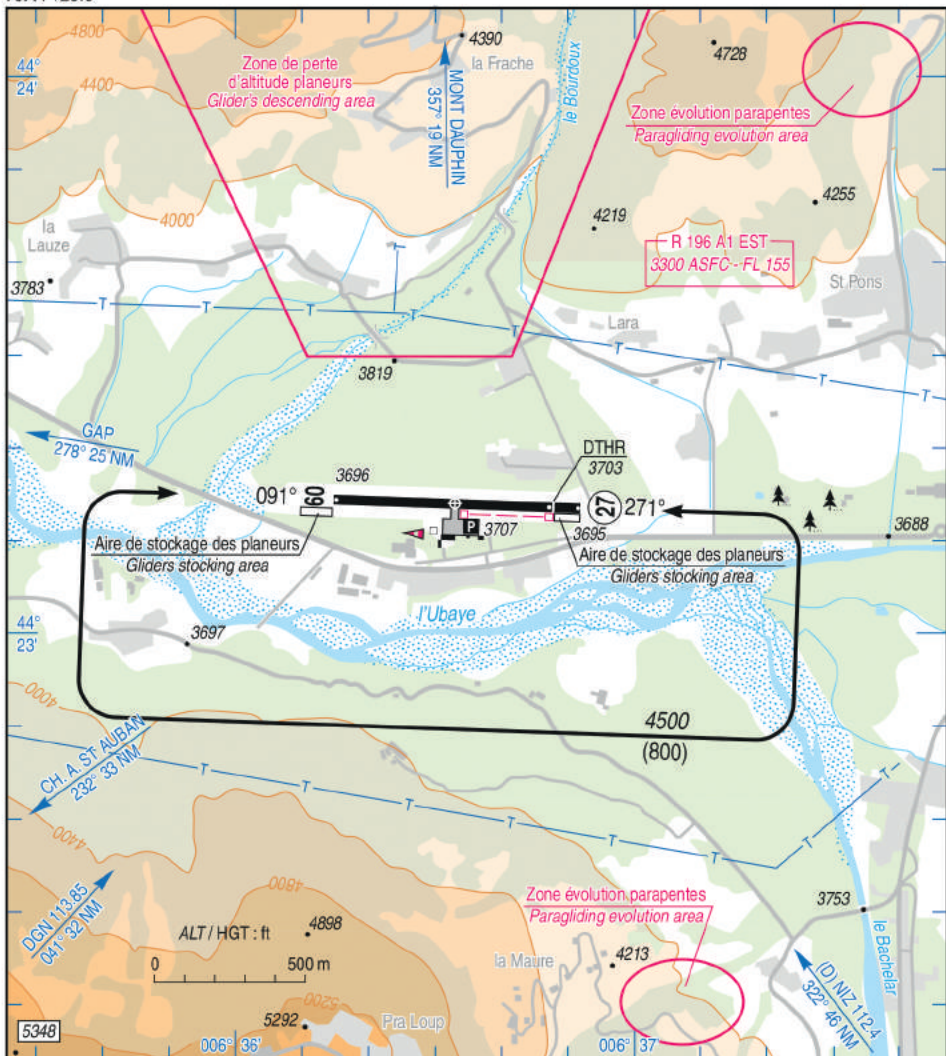 4800
4390
la Frache
le Bourdoux
4728
44°
24'
4400
Zone de perte
d'altitude planeurs
Glider's descending area
MONT DAUPHIN
357° 19 NM
Zone évolution parapentes
Paragliding evolution area
4000
4219
4255
la
Lauze
R 196 A1 EST
3300 ASFC - FL 155
3783
T
St Pons
T
T
T
Lara
T
T
3819
GAP
278° 25 NM
DTHR
3703
3696
091°
09
27
271°
P
3707
3695
3688
Aire de stockage des planeurs
Gliders stocking area
Aire de stockage des planeurs
Gliders stocking area
l'Ubaye
44°
23'
3697
4000
4500
(800)
CH. A. ST AUBAN
232° 33 NM
T
T
T
T
T
4400
4800
DGN 113.85
041° 32 NM
Zone évolution parapentes
Paragliding evolution area
3753
4898
ALT / HGT : ft
0
500 m
la Maure
4213
le Bachelar
(D) NIZ 112.4
322° 46 NM
5200
5292
Pra Loup
5348
006° 36'
006° 37'